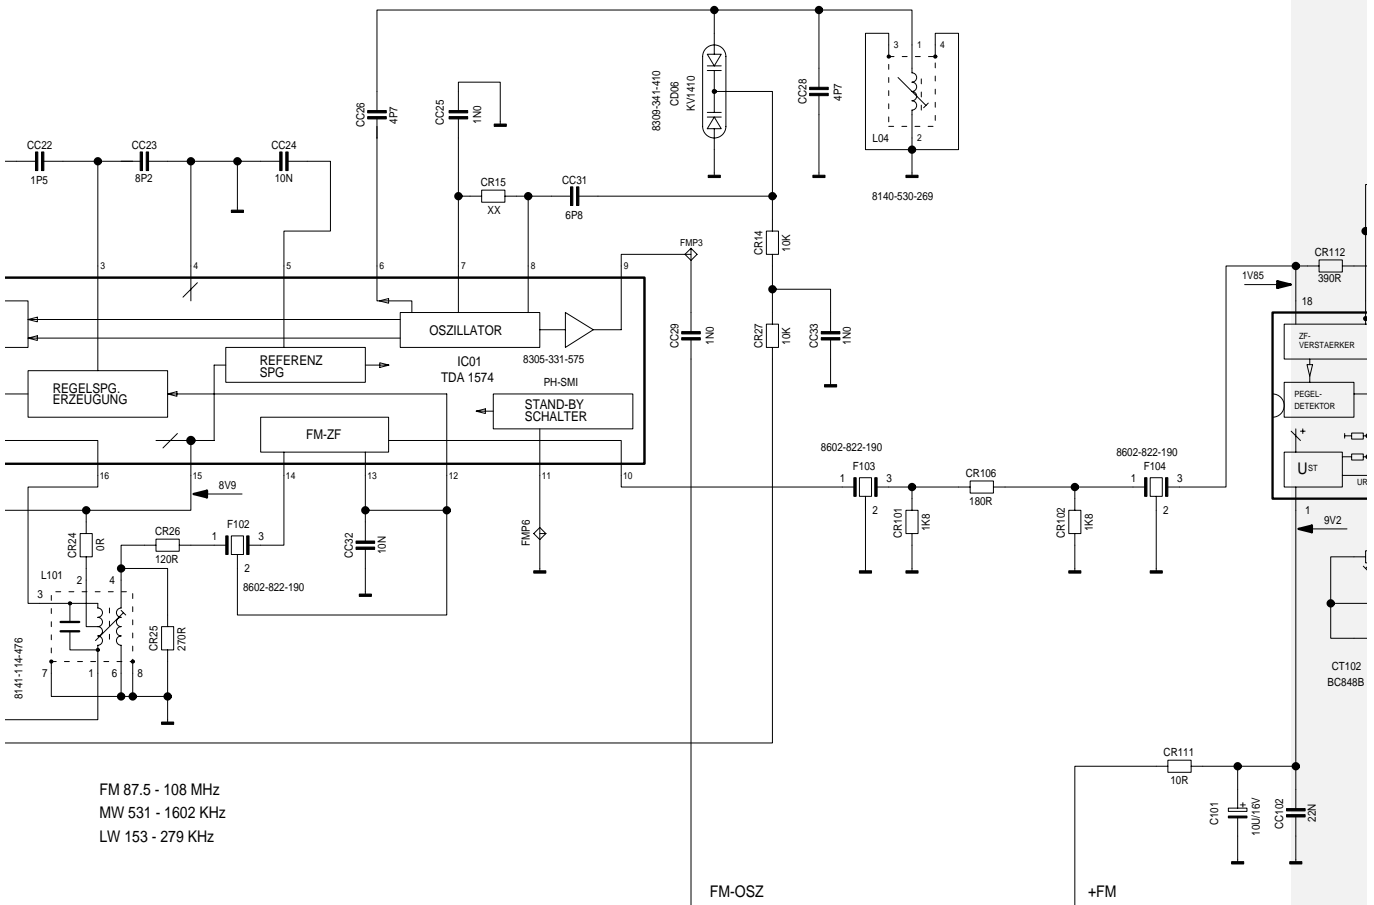 CC22
1P5
CC23
8P2
CC24
10N
CC26
4P7
CC25
1N0
CR15
XX
CC31
6P8
8309-341-410
CD06
KV1410
CC28
4P7
3
1
4
L04
2
8140-530-269
CR14
10K
CR27
10K
CC33
1N0
FMP3
CC29
1N0
3
4
5
6
7
8
9
OSZILLATOR
IC01
TDA 1574
8305-331-575
PH-SMI
REFERENZ
SPG
REGELSPG.
ERZEUGUNG
STAND-BY
SCHALTER
FM-ZF
16
15
14
13
12
11
10
8V9
CR24
0R
CR26
120R
F102
1
3
2
8602-822-190
CC32
10N
FMP6
L101
2
4
3
7
1
6
8
8141-114-476
CR25
270R
8602-822-190
F103
1
3
2
CR101
1K8
CR106
180R
CR102
1K8
8602-822-190
F104
1
3
2
1V85
CR112
390R
18
ZF-
VERSTAERKER
PEGEL-
DETEKTOR
+
UST
UR
1
9V2
CT102
BC848B
CR111
10R
C101
+
10U/16V
CC102
22N
FM 87.5 - 108 MHz
MW 531 - 1602 KHz
LW 153 - 279 KHz
FM-OSZ
+FM